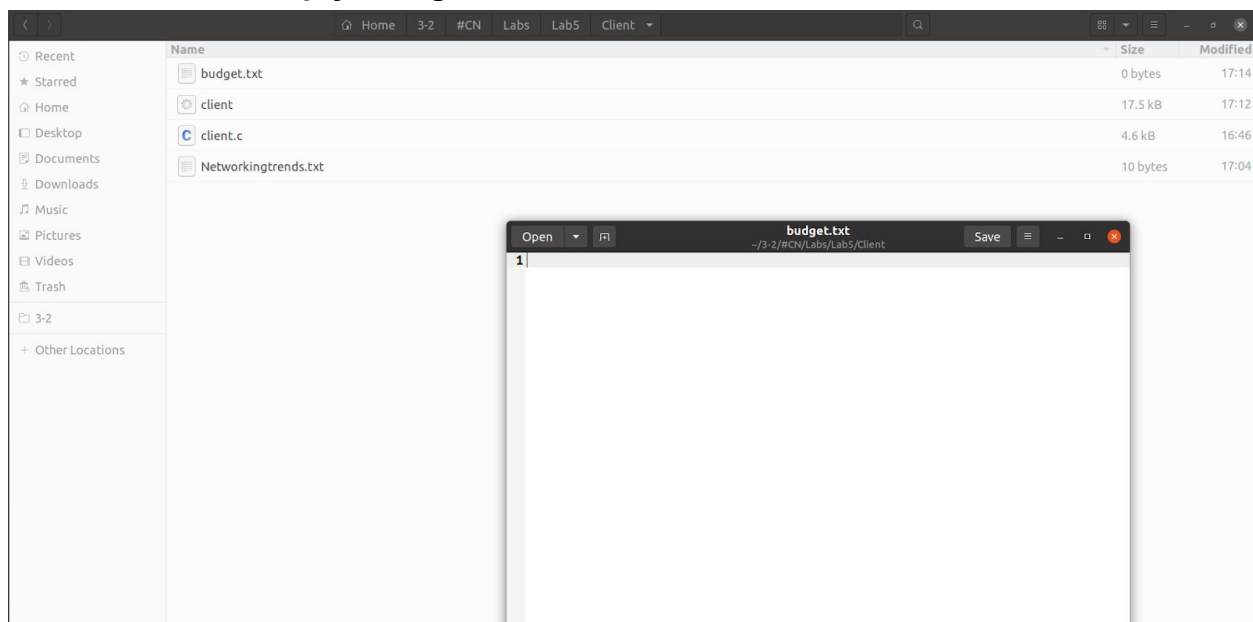 Home 3-2 #CN Labs Lab5 Client
Recent
Starred
Home
Desktop
Documents
Downloads
Music
Pictures
Videos
Trash
3-2
+ Other Locations
Name Size Modified
budget.txt 0 bytes 17:14
client 17.5 kB 17:12
C client.c 4.6 kB 16:46
Networkingtrends.txt 10 bytes 17:04
Open budget.txt Save
~/3-2/#CN/Labs/Lab5/Client
1